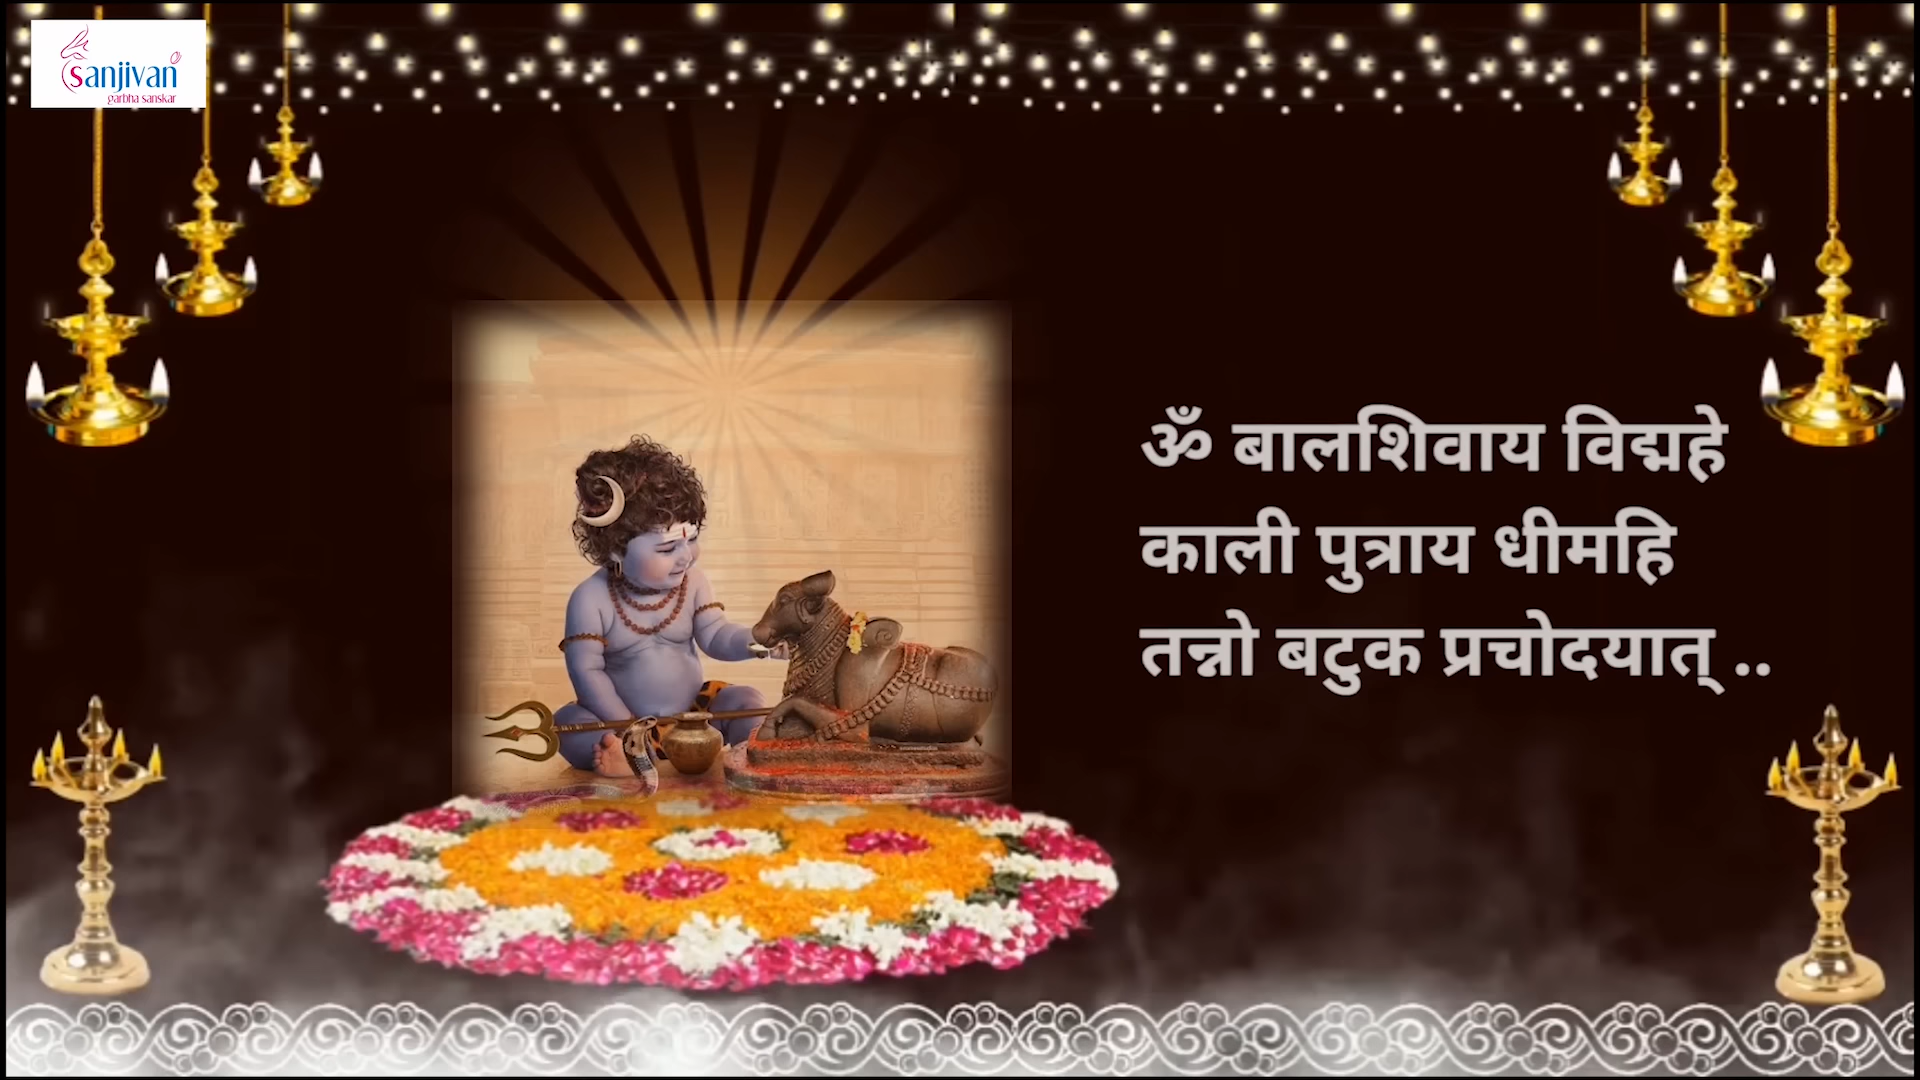 sanjivan
garbha sanskar
ॐ बालशिवाय विद्महे
काली पुत्राय धीमहि
तन्नो बटुक प्रचोदयात् ..